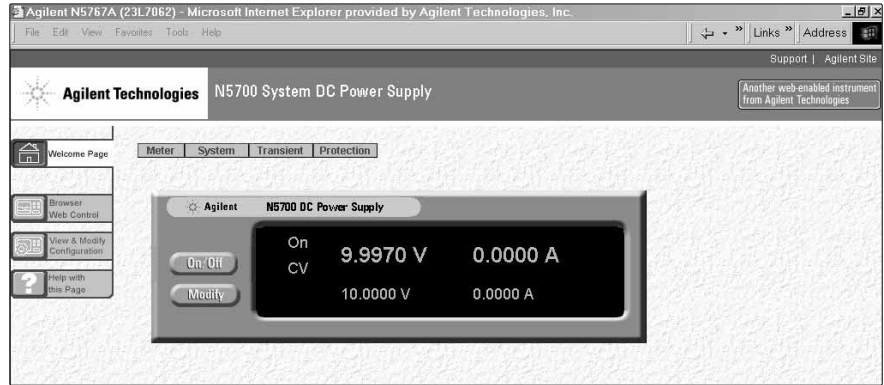 Agilent N5767A (23L7062) - Microsoft Internet Explorer provided by Agilent Technologies, Inc.
File Edit View Favorites Tools Help
» Links » Address
Support | Agilent Site
Agilent Technologies N5700 System DC Power Supply
Another web-enabled instrument
from Agilent Technologies
Welcome Page
Meter System Transient Protection
Browser
Web Control
View & Modify
Configuration
Help with
this Page
Agilent N5700 DC Power Supply
On/Off
Modify
On
CV
9.9970 V 0.0000 A
10.0000 V 0.0000 A